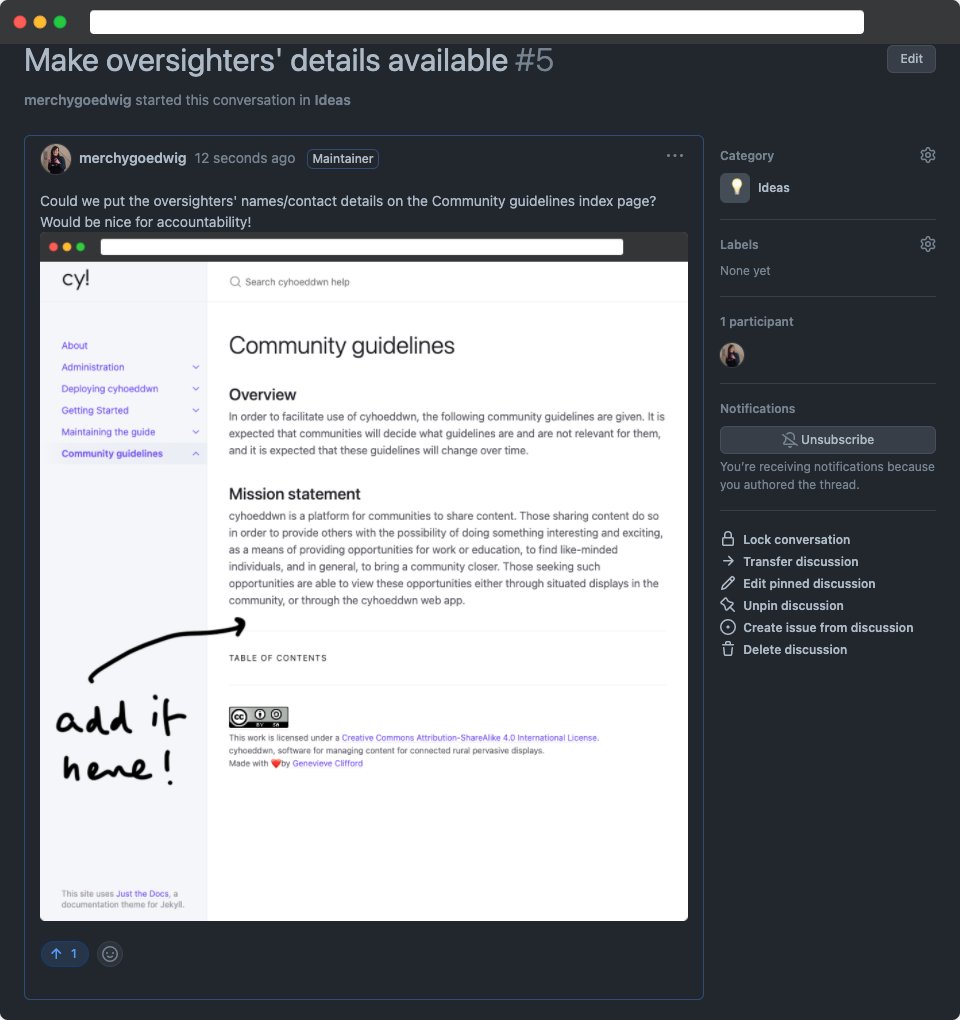 Make oversighters' details available #5
Edit
merchygoedwig started this conversation in Ideas
merchygoedwig 12 seconds ago Maintainer
Could we put the oversighters' names/contact details on the Community guidelines index page?
Would be nice for accountability!
cy!
Search cyhoeddwn help
About
Administration
Deploying cyhoeddwn
Getting Started
Maintaining the guide
Community guidelines
Community guidelines
Overview
In order to facilitate use of cyhoeddwn, the following community guidelines are given. It is
expected that communities will decide what guidelines are and are not relevant for them,
and it is expected that these guidelines will change over time.
Mission statement
cyhoeddwn is a platform for communities to share content. Those sharing content do so
in order to provide others with the possibility of doing something interesting and exciting,
as a means of providing opportunities for work or education, to find like-minded
individuals, and in general, to bring a community closer. Those seeking such
opportunities are able to view these opportunities either through situated displays in the
community, or through the cyhoeddwn web app.
add it
here!
TABLE OF CONTENTS
cc BY SA
This work is licensed under a Creative Commons Attribution-ShareAlike 4.0 International License.
cyhoeddwn, software for managing content for connected rural pervasive displays.
Made with ❤️by Genevieve Clifford
This site uses Just the Docs, a
documentation theme for Jekyll.
1
Category
Ideas
Labels
None yet
1 participant
Notifications
Unsubscribe
You're receiving notifications because
you authored the thread.
Lock conversation
Transfer discussion
Edit pinned discussion
Unpin discussion
Create issue from discussion
Delete discussion